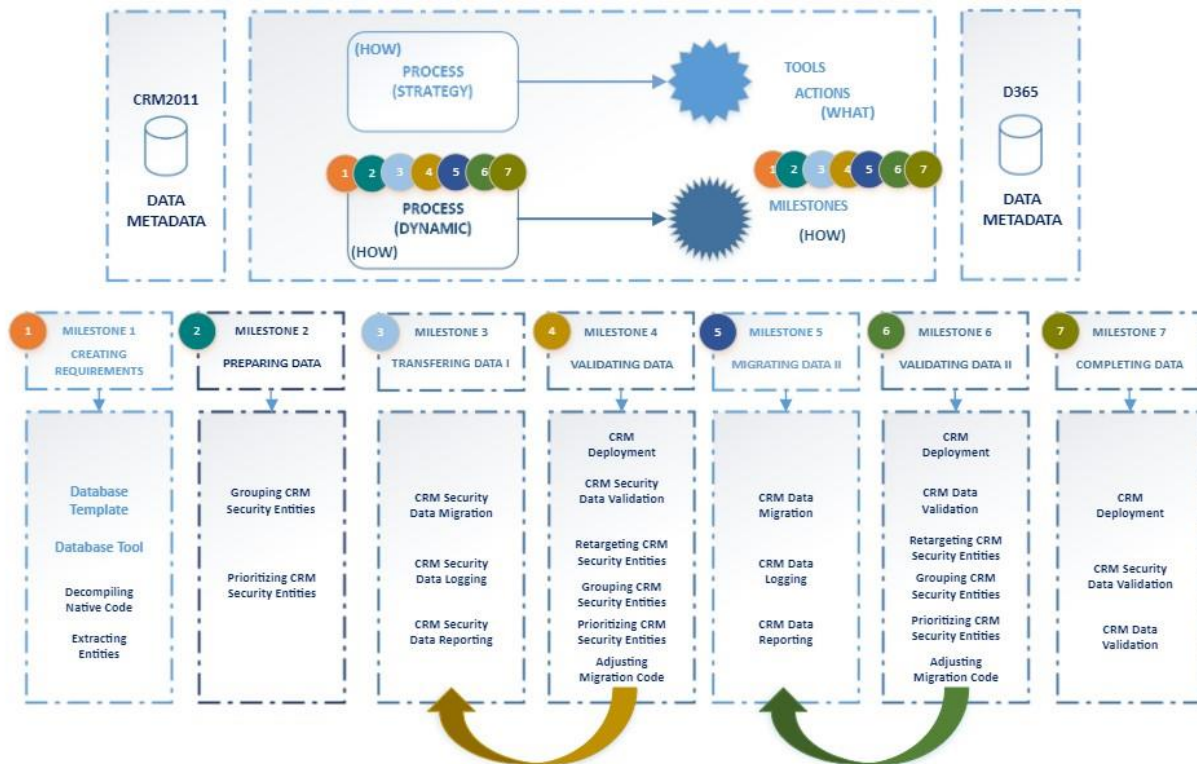 CRM2011
DATA
METADATA
(HOW)
PROCESS
(STRATEGY)
TOOLS
ACTIONS
(WHAT)
1 2 3 4 5 6 7
PROCESS
(DYNAMIC)
(HOW)
1 2 3 4 5 6 7
MILESTONES
(HOW)
D365
DATA
METADATA
1
MILESTONE 1
CREATING
REQUIREMENTS
Database
Template
Database Tool
Decompiling
Native Code
Extracting
Entities
2
MILESTONE 2
PREPARING DATA
Grouping CRM
Security Entities
Prioritizing CRM
Security Entities
3
MILESTONE 3
TRANSFERING DATA I
CRM Security
Data Migration
CRM Security
Data Logging
CRM Security
Data Reporting
4
MILESTONE 4
VALIDATING DATA
CRM
Deployment
CRM Security
Data Validation
Retargeting CRM
Security Entities
Grouping CRM
Security Entities
Prioritizing CRM
Security Entities
Adjusting
Migration Code
5
MILESTONE 5
MIGRATING DATA II
CRM Data
Migration
CRM Data
Logging
CRM Data
Reporting
6
MILESTONE 6
VALIDATING DATA II
CRM
Deployment
CRM Data
Validation
Retargeting CRM
Security Entities
Grouping CRM
Security Entities
Prioritizing CRM
Security Entities
Adjusting
Migration Code
7
MILESTONE 7
COMPLETING DATA
CRM
Deployment
CRM Security
Data Validation
CRM Data
Validation